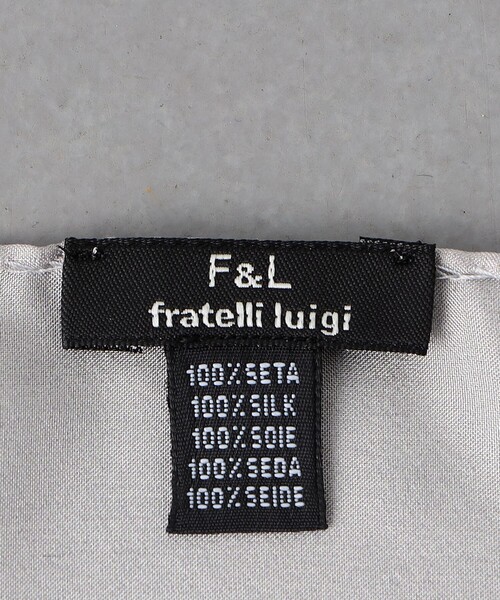 F&L
fratelli luigi
100% SETA
100% SILK
100% SOIE
100% SEDA
100% SEIDE